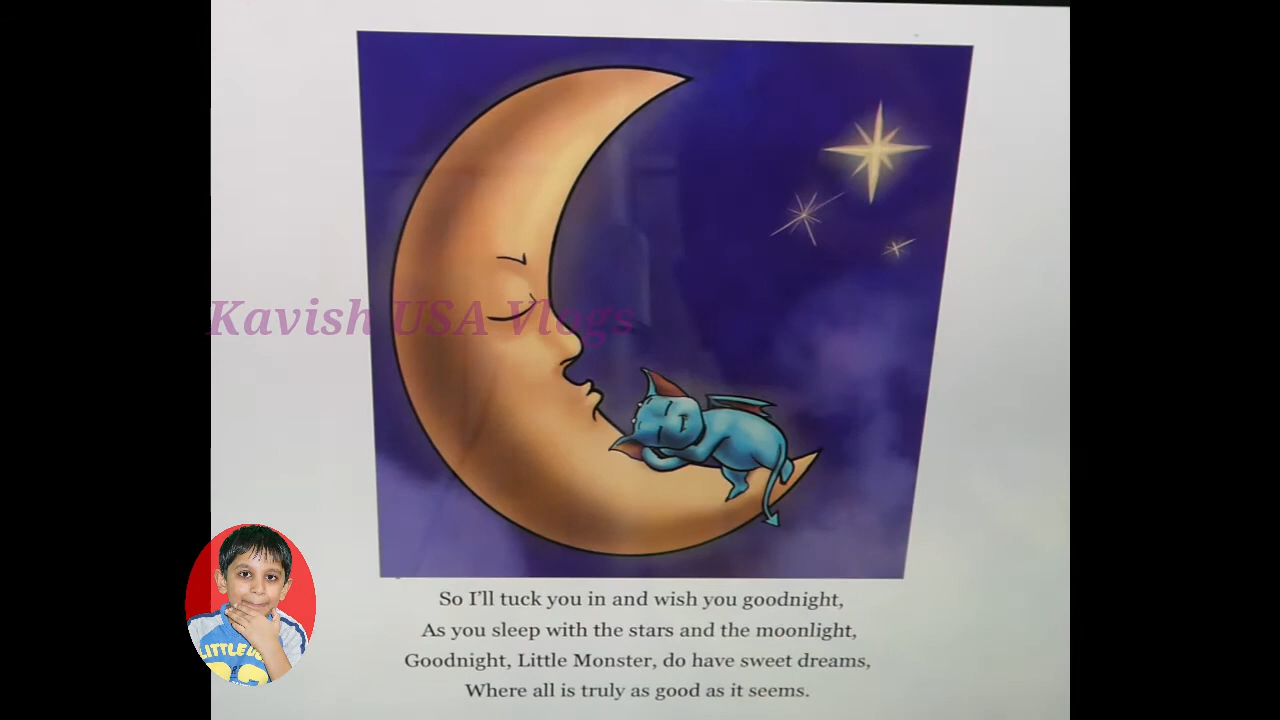 Kavish USA Vlogs
So I'll tuck you in and wish you goodnight,
As you sleep with the stars and the moonlight,
Goodnight, Little Monster, do have sweet dreams,
Where all is truly as good as it seems.
LITTLE